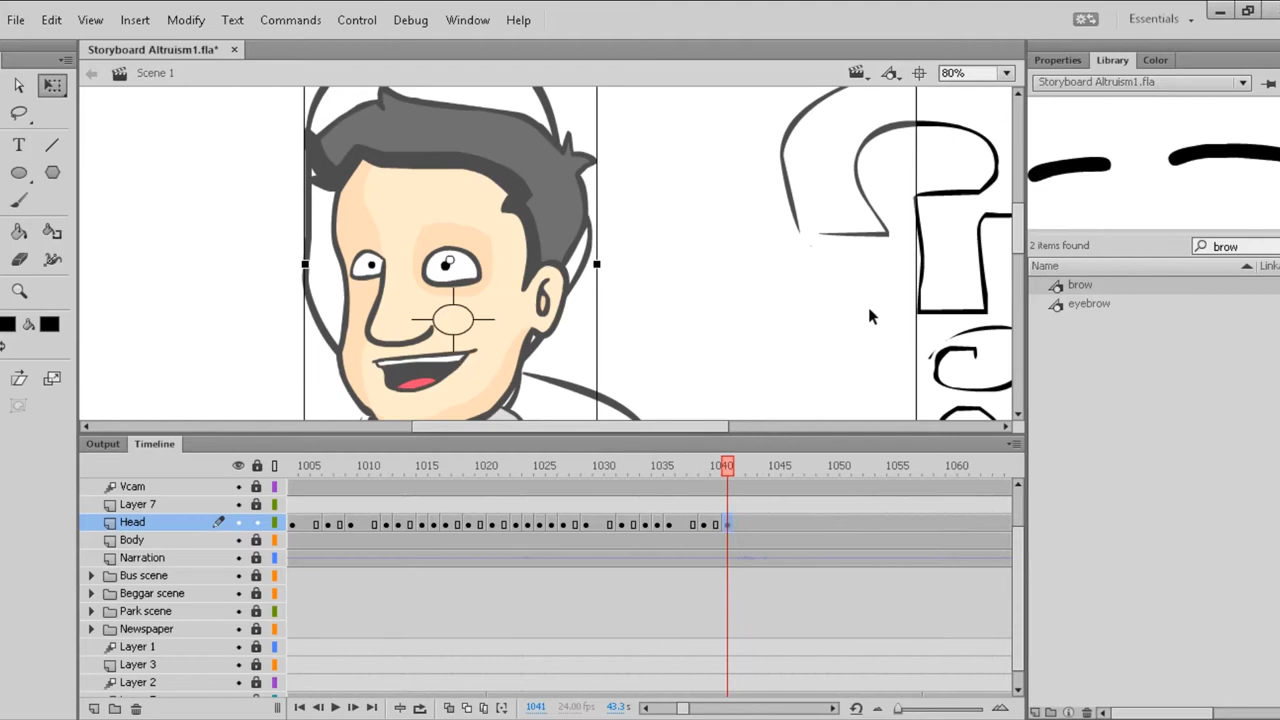 File Edit View Insert Modify Text Commands Control Debug Window Help Essentials
Storyboard Altruism1.fla*
Scene 1 80%
Properties Library Color
Storyboard Altruism1.fla
2 items found brow
Name Link
brow
eyebrow
Output Timeline
1005 1010 1015 1020 1025 1030 1035 1040 1045 1050 1055 1060
Vcam
Layer 7
Head
Body
Narration
Bus scene
Beggar scene
Park scene
Newspaper
Layer 1
Layer 3
Layer 2
1041 24.00 fps 43.3s